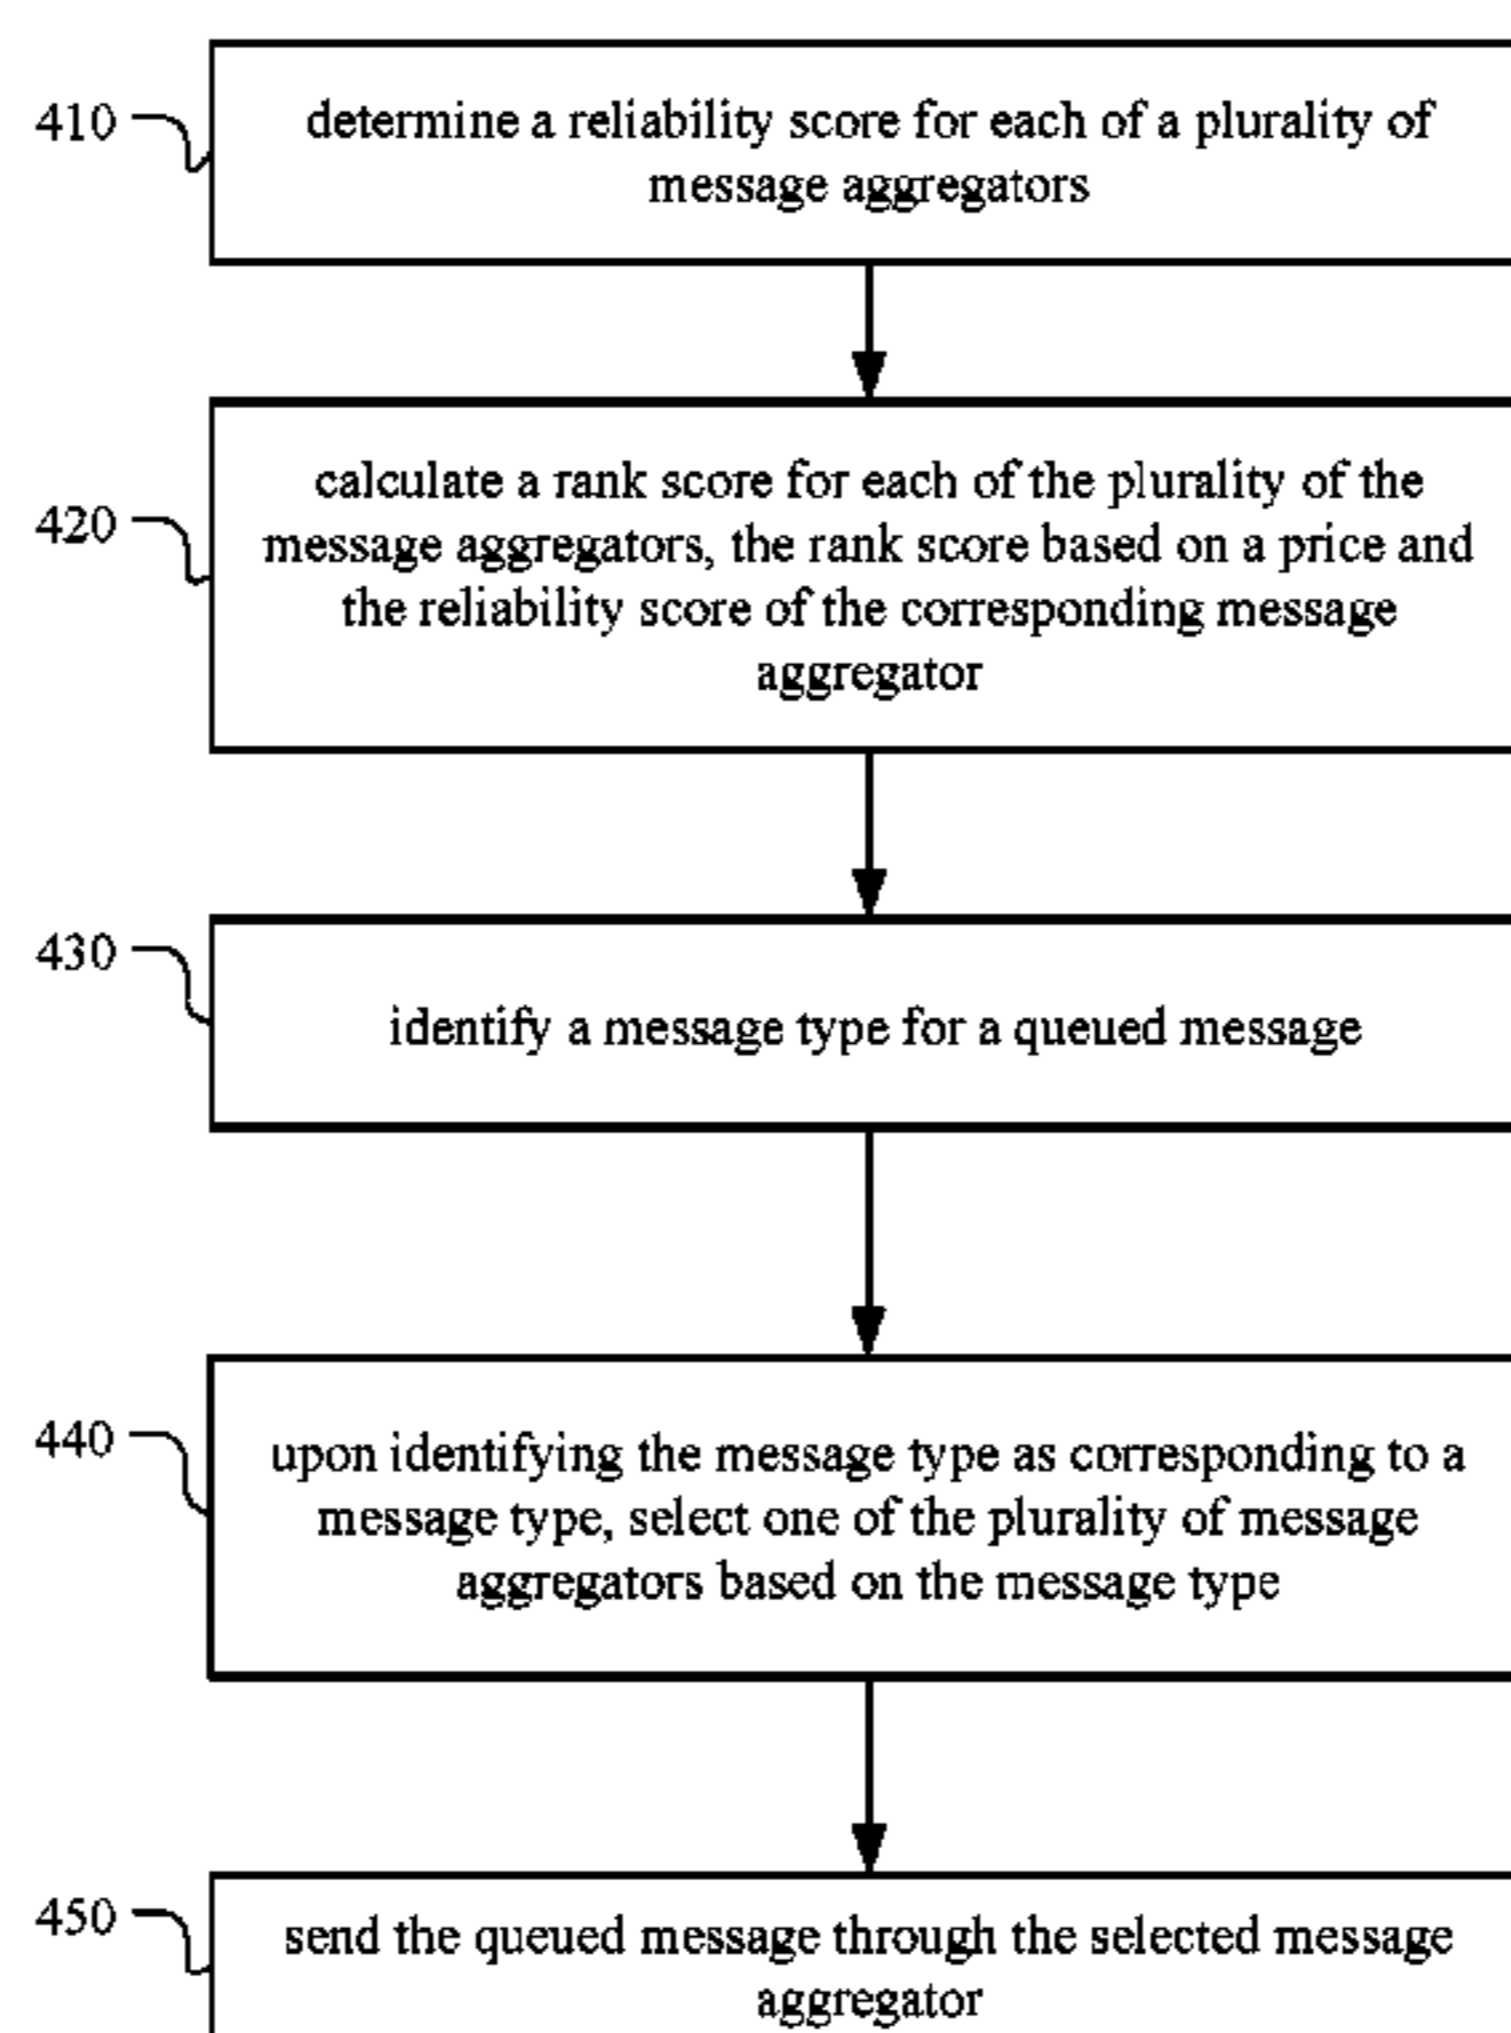 410
determine a reliability score for each of a plurality of
message aggregators
420
calculate a rank score for each of the plurality of the
message aggregators, the rank score based on a price and
the reliability score of the corresponding message
aggregator
430
identify a message type for a queued message
440
upon identifying the message type as corresponding to a
message type, select one of the plurality of message
aggregators based on the message type
450
send the queued message through the selected message
aggregator